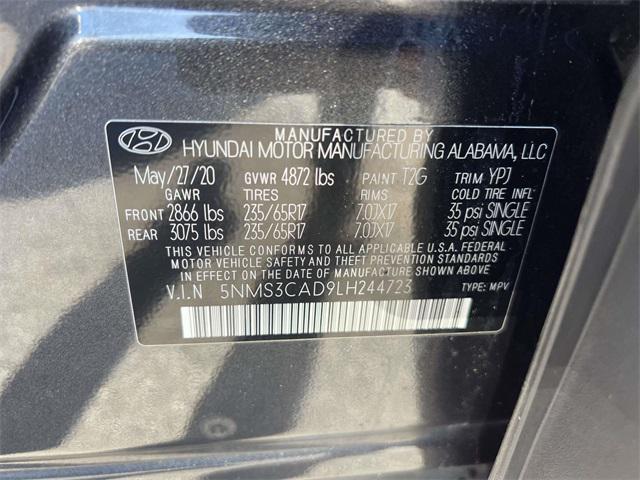 MANUFACTURED BY
HYUNDAI MOTOR MANUFACTURING ALABAMA, LLC
May/27/20 GVWR 4872 lbs PAINT T2G TRIM YPJ
GAWR TIRES RIMS COLD TIRE INFL
FRONT 2866 lbs 235/65R17 7.0JX17 35 psi SINGLE
REAR 3075 lbs 235/65R17 7.0JX17 35 psi SINGLE
THIS VEHICLE CONFORMS TO ALL APPLICABLE U.S.A. FEDERAL
MOTOR VEHICLE SAFETY AND THEFT PREVENTION STANDARDS
IN EFFECT ON THE DATE OF MANUFACTURE SHOWN ABOVE
V.I.N 5NMS3CAD9LH244723 TYPE: MPV